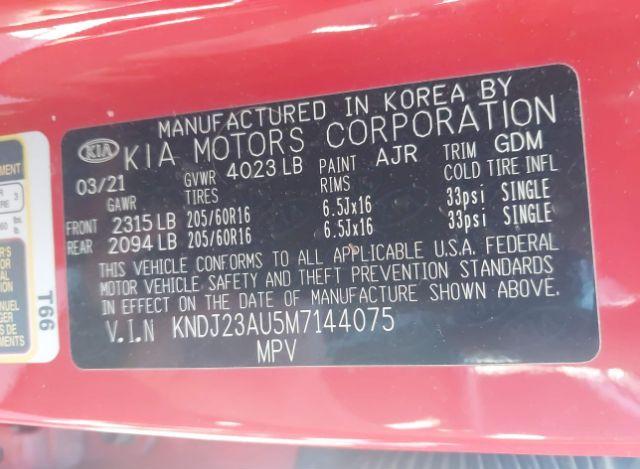 MANUFACTURED IN KOREA BY
KIA KIA MOTORS CORPORATION
03/21 GVWR 4023 LB PAINT AJR TRIM GDM
GAWR TIRES RIMS COLD TIRE INFL
FRONT 2315 LB 205/60R16 6.5Jx16 33psi SINGLE
REAR 2094 LB 205/60R16 6.5Jx16 33psi SINGLE
THIS VEHICLE CONFORMS TO ALL APPLICABLE U.S.A. FEDERAL
MOTOR VEHICLE SAFETY AND THEFT PREVENTION STANDARDS
IN EFFECT ON THE DATE OF MANUFACTURE SHOWN ABOVE.
V.I.N KNDJ23AU5M7144075
MPV
T66